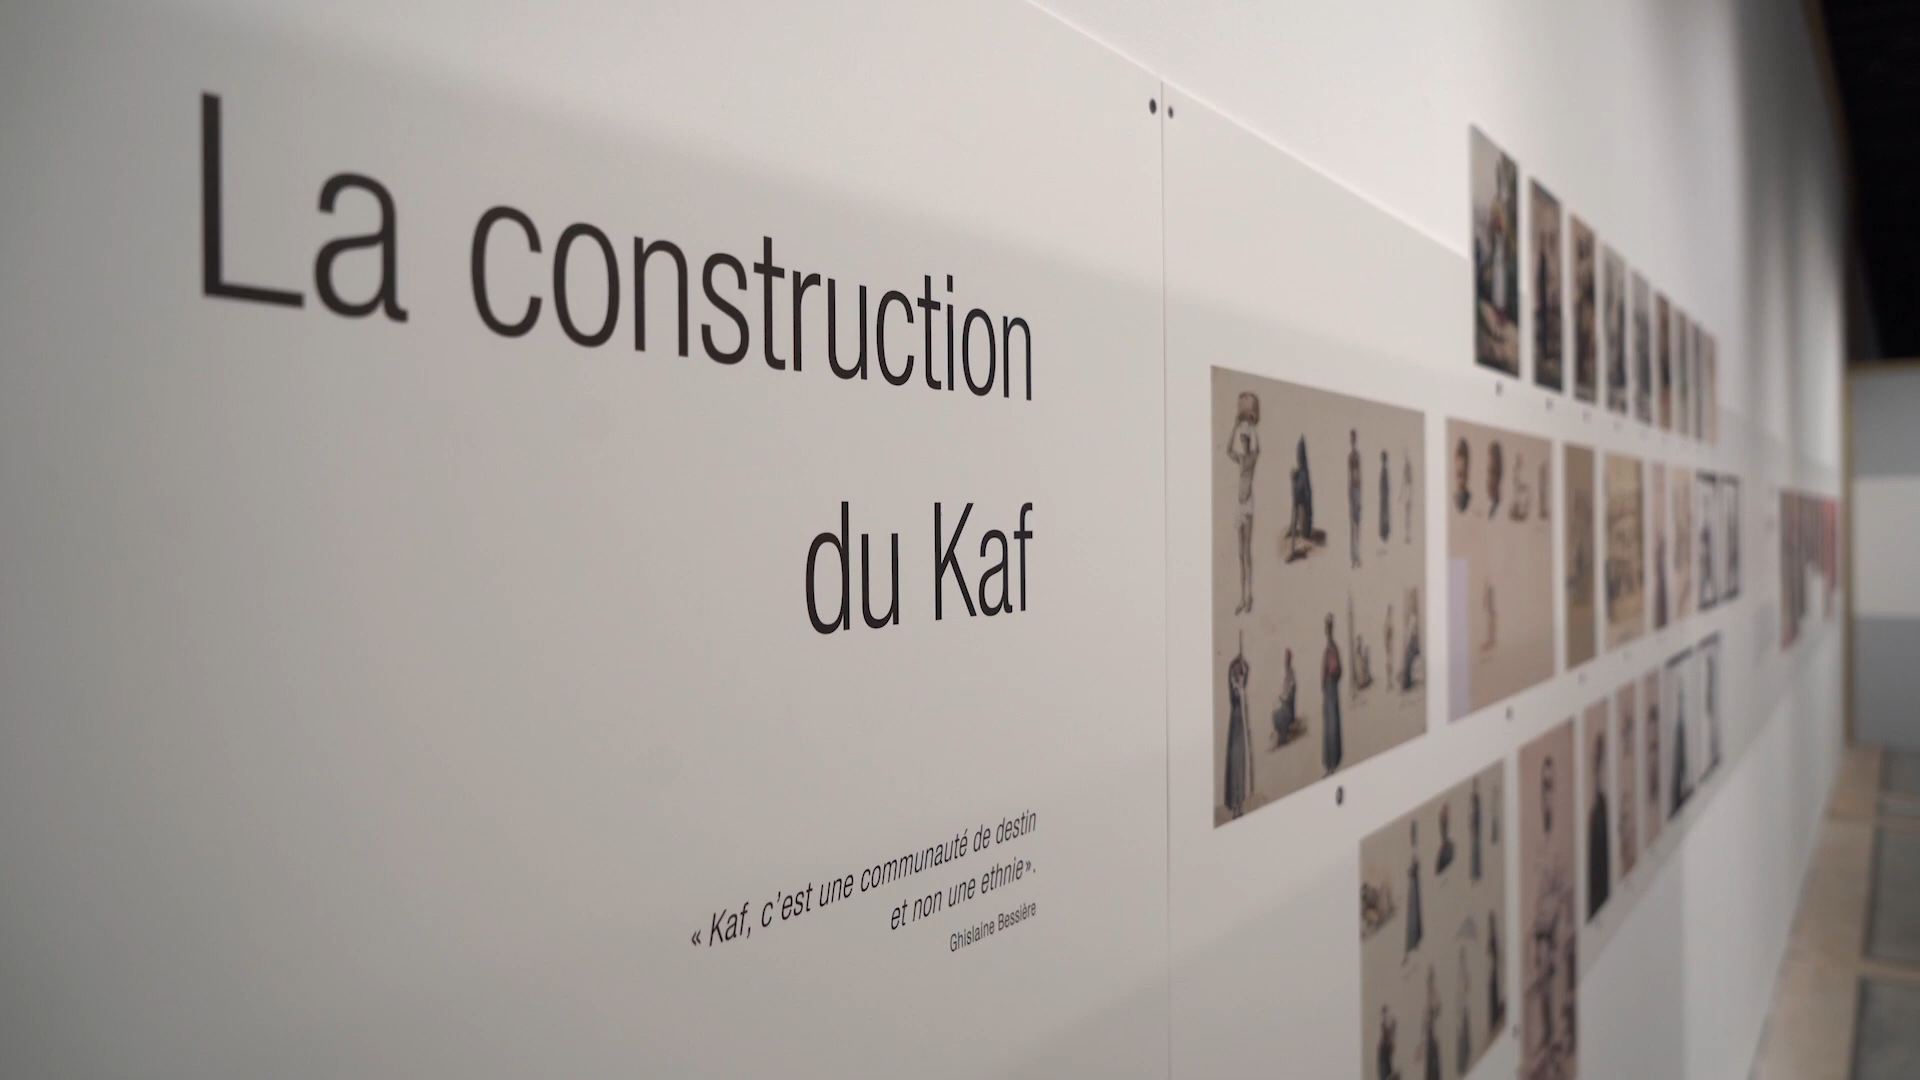 La construction
du Kaf
« Kaf, c'est une communauté de destin
et non une ethnie».
Ghislaine Bessière